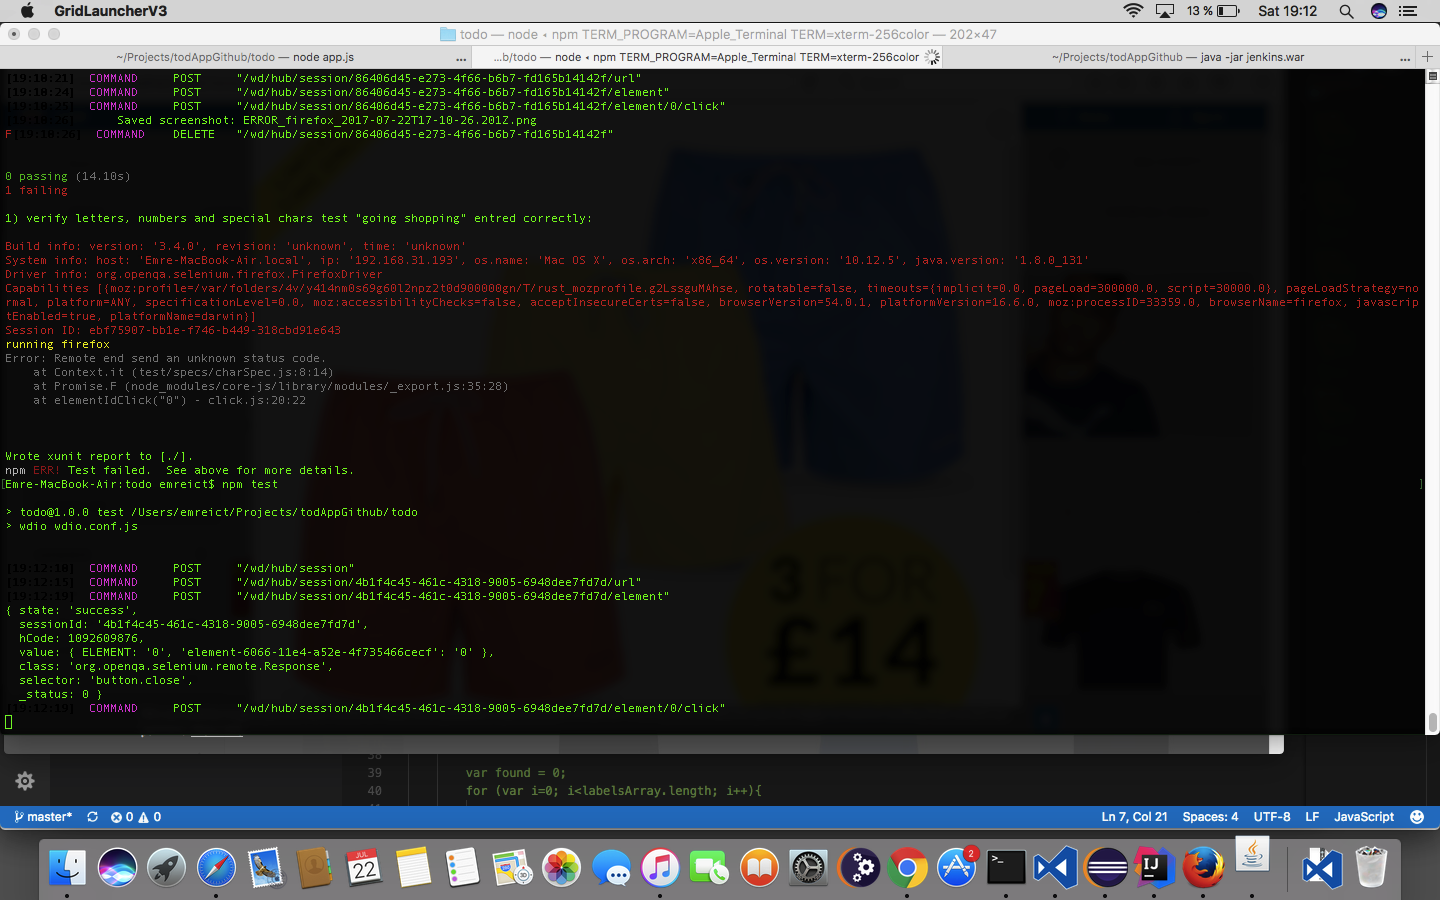 GridLauncherV3
13 %
Sat 19:12
todo — node ◂ npm TERM_PROGRAM=Apple_Terminal TERM=xterm-256color — 202×47
~/Projects/todAppGithub/todo — node app.js ...
...b/todo — node ◂ npm TERM_PROGRAM=Apple_Terminal TERM=xterm-256color
~/Projects/todAppGithub — java -jar jenkins.war ... +
[19:10:21] COMMAND POST "/wd/hub/session/86406d45-e273-4f66-b6b7-fd165b14142f/url"
[19:10:24] COMMAND POST "/wd/hub/session/86406d45-e273-4f66-b6b7-fd165b14142f/element"
[19:10:25] COMMAND POST "/wd/hub/session/86406d45-e273-4f66-b6b7-fd165b14142f/element/0/click"
[19:10:26] Saved screenshot: ERROR_firefox_2017-07-22T17-10-26.201Z.png
F[19:10:26] COMMAND DELETE "/wd/hub/session/86406d45-e273-4f66-b6b7-fd165b14142f"
0 passing (14.10s)
1 failing
1) verify letters, numbers and special chars test "going shopping" entred correctly:
Build info: version: '3.4.0', revision: 'unknown', time: 'unknown'
System info: host: 'Emre-MacBook-Air.local', ip: '192.168.31.193', os.name: 'Mac OS X', os.arch: 'x86_64', os.version: '10.12.5', java.version: '1.8.0_131'
Driver info: org.openqa.selenium.firefox.FirefoxDriver
Capabilities [{moz:profile=/var/folders/4v/y414nm0s69g60l2npz2t0d900000gn/T/rust_mozprofile.g2LssguMAhse, rotatable=false, timeouts={implicit=0.0, pageLoad=300000.0, script=30000.0}, pageLoadStrategy=no
rmal, platform=ANY, specificationLevel=0.0, moz:accessibilityChecks=false, acceptInsecureCerts=false, browserVersion=54.0.1, platformVersion=16.6.0, moz:processID=33359.0, browserName=firefox, javascrip
tEnabled=true, platformName=darwin}]
Session ID: ebf75907-bb1e-f746-b449-318cbd91e643
running firefox
Error: Remote end send an unknown status code.
at Context.it (test/specs/charSpec.js:8:14)
at Promise.F (node_modules/core-js/library/modules/_export.js:35:28)
at elementIdClick("0") - click.js:20:22
Wrote xunit report to [./].
npm ERR! Test failed.  See above for more details.
[Emre-MacBook-Air:todo emreict$ npm test ]
> todo@1.0.0 test /Users/emreict/Projects/todAppGithub/todo
> wdio wdio.conf.js
[19:12:10] COMMAND POST "/wd/hub/session"
[19:12:15] COMMAND POST "/wd/hub/session/4b1f4c45-461c-4318-9005-6948dee7fd7d/url"
[19:12:19] COMMAND POST "/wd/hub/session/4b1f4c45-461c-4318-9005-6948dee7fd7d/element"
{ state: 'success',
sessionId: '4b1f4c45-461c-4318-9005-6948dee7fd7d',
hCode: 1092609876,
value: { ELEMENT: '0', 'element-6066-11e4-a52e-4f735466cecf': '0' },
class: 'org.openqa.selenium.remote.Response',
selector: 'button.close',
_status: 0 }
[19:12:19] COMMAND POST "/wd/hub/session/4b1f4c45-461c-4318-9005-6948dee7fd7d/element/0/click"
3 FOR
£14
38
39 var found = 0;
40 for (var i=0; i<labelsArray.length; i++){
master* 0 0
Ln 7, Col 21 Spaces: 4 UTF-8 LF JavaScript
JUL
22
2